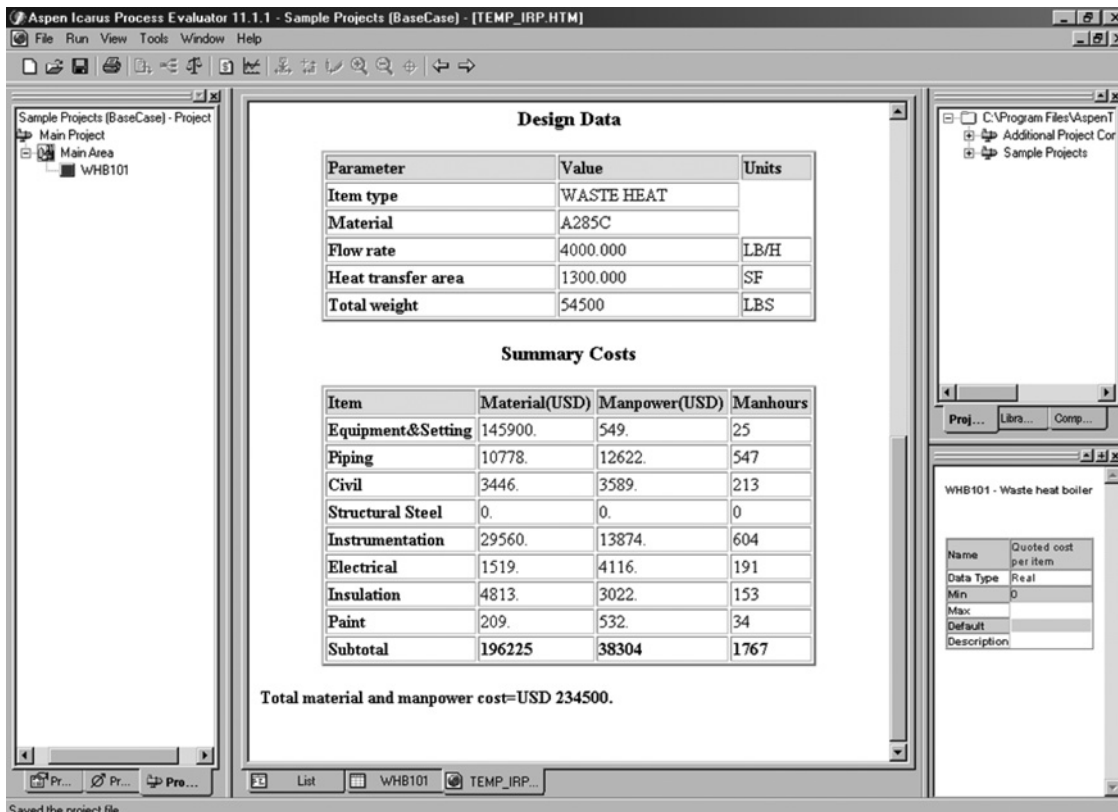 Aspen Icarus Process Evaluator 11.1.1 - Sample Projects (BaseCase) - [TEMP_IRP.HTM]
File Run View Tools Window Help
Sample Projects (BaseCase) - Project
Main Project
Main Area
WHB101
Design Data
Parameter Value Units
Item type WASTE HEAT
Material A285C
Flow rate 4000.000 LB/H
Heat transfer area 1300.000 SF
Total weight 54500 LBS
Summary Costs
Item Material(USD) Manpower(USD) Manhours
Equipment&Setting 145900. 549. 25
Piping 10778. 12622. 547
Civil 3446. 3589. 213
Structural Steel 0. 0. 0
Instrumentation 29560. 13874. 604
Electrical 1519. 4116. 191
Insulation 4813. 3022. 153
Paint 209. 532. 34
Subtotal 196225 38304 1767
Total material and manpower cost=USD 234500.
C:\Program Files\AspenT
Additional Project Cor
Sample Projects
Proj... Libra... Comp...
WHB101 - Waste heat boiler
Name Quoted cost
per item
Data Type Real
Min 0
Max
Default
Description
Pr... Pr... Pro...
List WHB101 TEMP_IRP...
Saved the project file